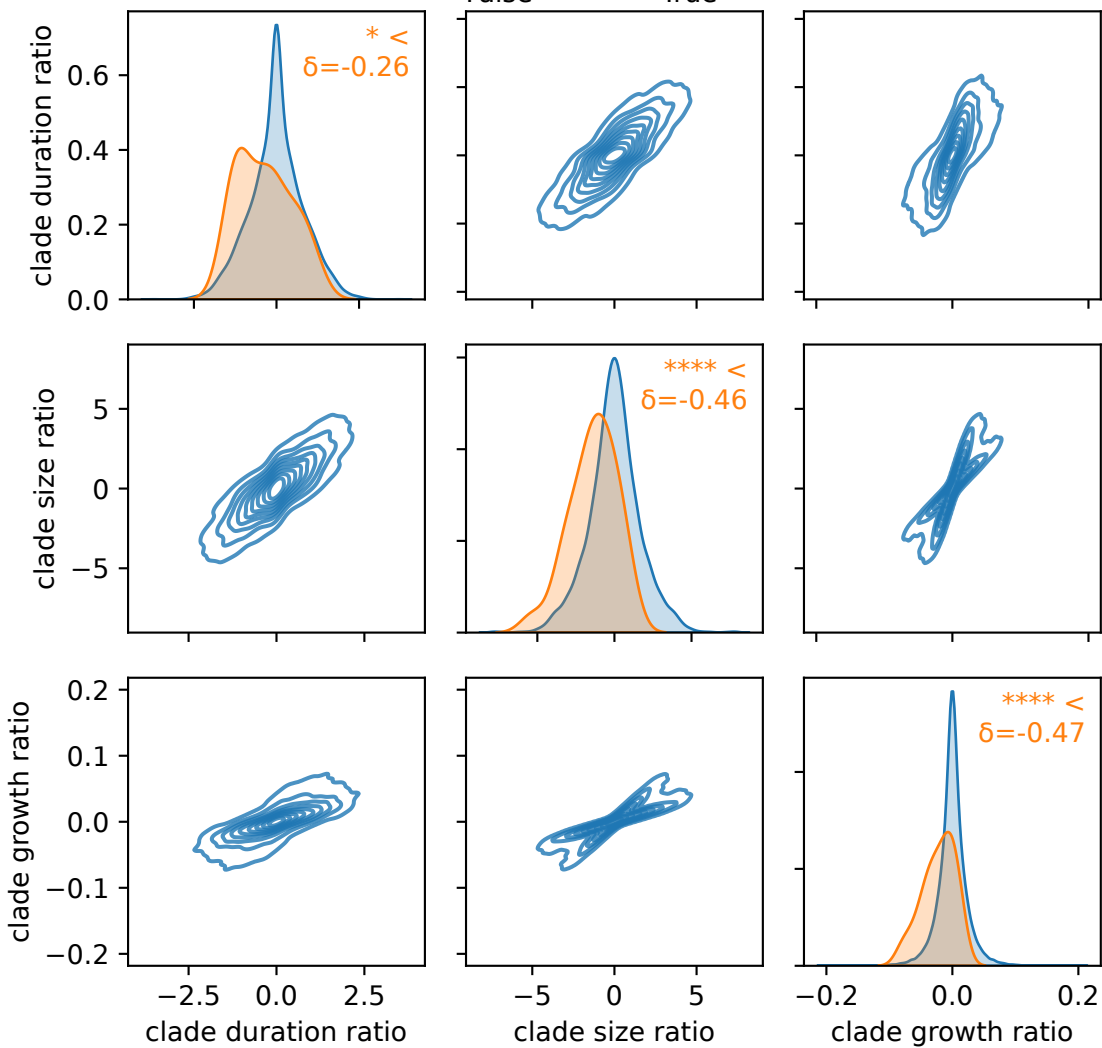 clade duration ratio
0.6
0.4
0.2
0.0
* <
δ=-0.26
clade size ratio
5
0
−5
**** <
δ=-0.46
clade growth ratio
0.2
0.1
0.0
−0.1
−0.2
**** <
δ=-0.47
−2.5 0.0 2.5
−5 0 5
−0.2 0.0 0.2
clade duration ratio
clade size ratio
clade growth ratio